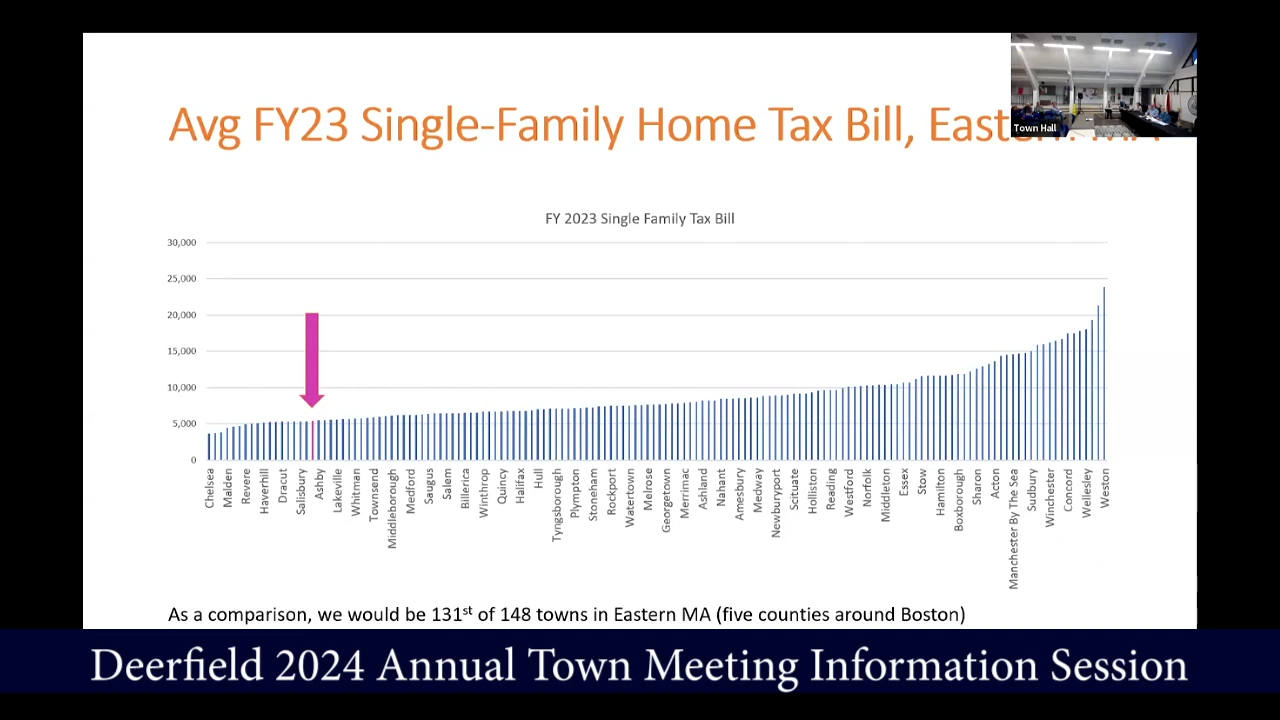 Avg FY23 Single-Family Home Tax Bill, Eastern MA
Town Hall
FY 2023 Single Family Tax Bill
30,000
25,000
20,000
15,000
10,000
5,000
0
Chelsea
Malden
Revere
Haverhill
Dracut
Salisbury
Ashby
Lakeville
Whitman
Townsend
Middleborough
Medford
Saugus
Salem
Billerica
Winthrop
Quincy
Halifax
Hull
Tyngsborough
Plympton
Stoneham
Rockport
Watertown
Melrose
Georgetown
Merrimac
Ashland
Nahant
Amesbury
Medway
Newburyport
Scituate
Holliston
Reading
Westford
Norfolk
Middleton
Essex
Stow
Hamilton
Boxborough
Sharon
Acton
Manchester By The Sea
Sudbury
Winchester
Concord
Wellesley
Weston
As a comparison, we would be 131st of 148 towns in Eastern MA (five counties around Boston)
Deerfield 2024 Annual Town Meeting Information Session